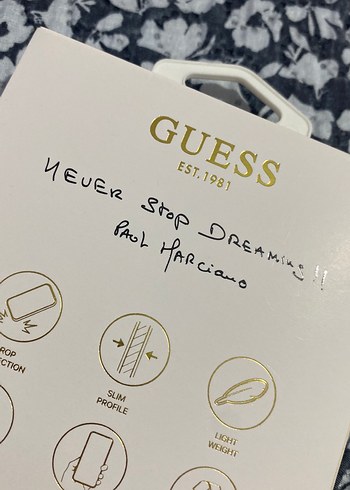 GUESS
EST. 1981
NEVER STOP DREAMING!!
PAUL MARCIANO
SLIM
PROFILE
LIGHT
WEIGHT